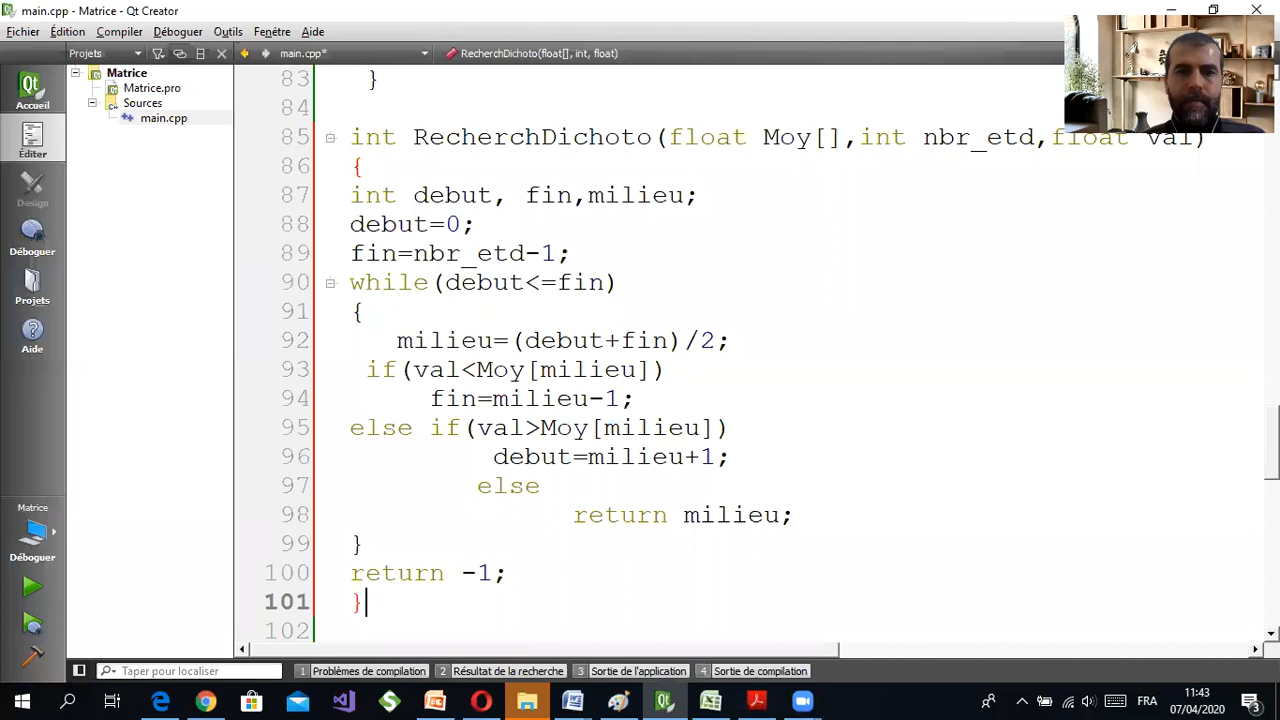 main.cpp - Matrice - Qt Creator
Fichier Édition Compiler Déboguer Outils Fenêtre Aide
Projets main.cpp* RecherchDichoto(float[], int, float)
Matrice
Matrice.pro
Sources
main.cpp
Qt
Accueil
Éditer
Design
Déboguer
Projets
Aide
Matrice
Déboguer
83 }
84
85 int RecherchDichoto(float Moy[],int nbr_etd,float val)
86 {
87 int debut, fin,milieu;
88 debut=0;
89 fin=nbr_etd-1;
90 while(debut<=fin)
91 {
92 milieu=(debut+fin)/2;
93 if(val<Moy[milieu])
94 fin=milieu-1;
95 else if(val>Moy[milieu])
96 debut=milieu+1;
97 else
98 return milieu;
99 }
100 return -1;
101 }
102
Taper pour localiser 1 Problèmes de compilation 2 Résultat de la recherche 3 Sortie de l'application 4 Sortie de compilation
FRA
11:43
07/04/2020
3